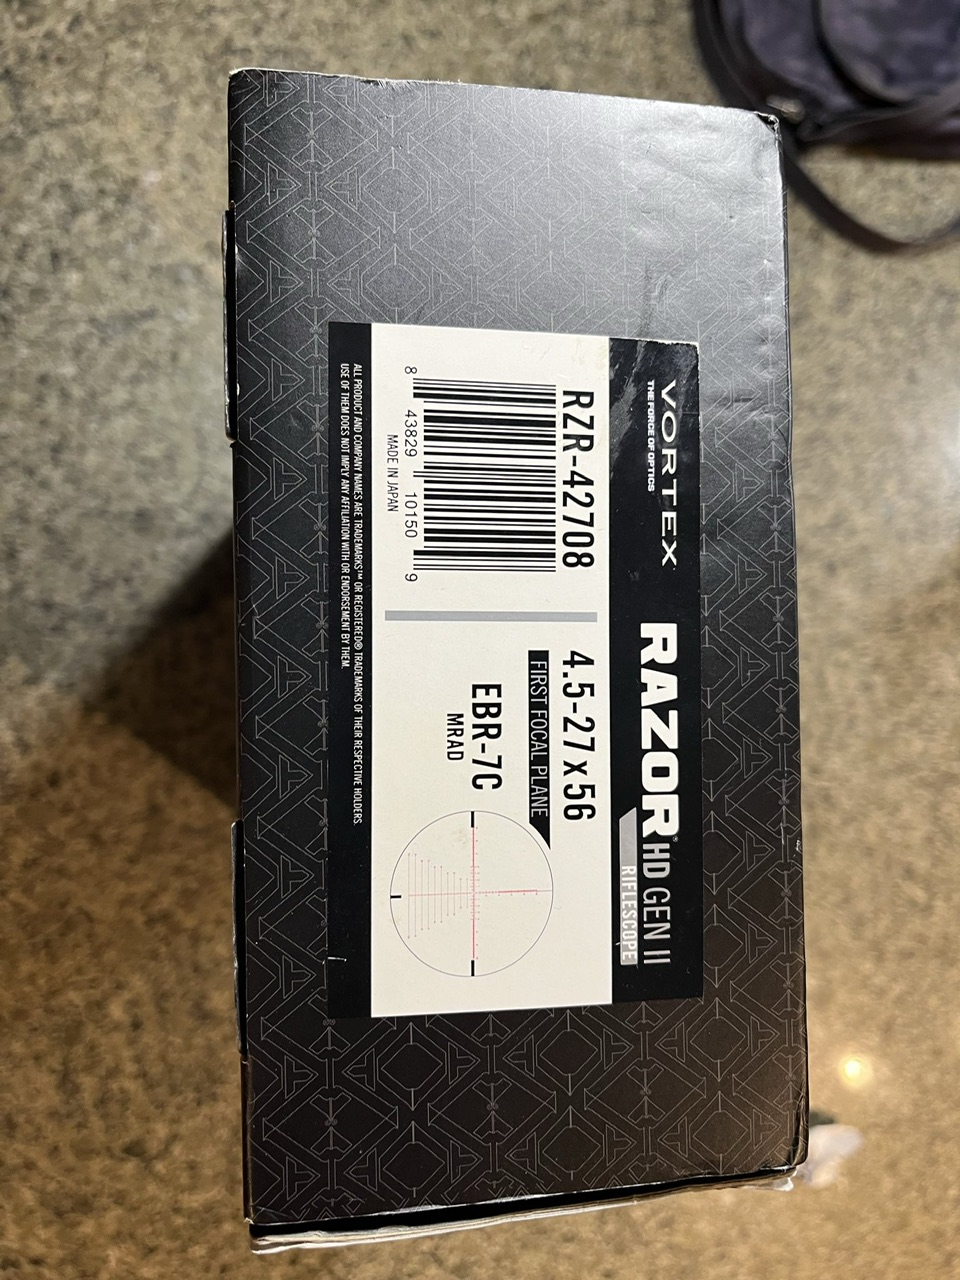 VORTEX®
THE FORCE OF OPTICS
RAZOR® HD GEN II
RIFLESCOPE
RZR-42708
8 43829 10150 9
MADE IN JAPAN
4.5-27 x 56
FIRST FOCAL PLANE
EBR-7C
MRAD
ALL PRODUCT AND COMPANY NAMES ARE TRADEMARKS™ OR REGISTERED® TRADEMARKS OF THEIR RESPECTIVE HOLDERS.
USE OF THEM DOES NOT IMPLY ANY AFFILIATION WITH OR ENDORSEMENT BY THEM.